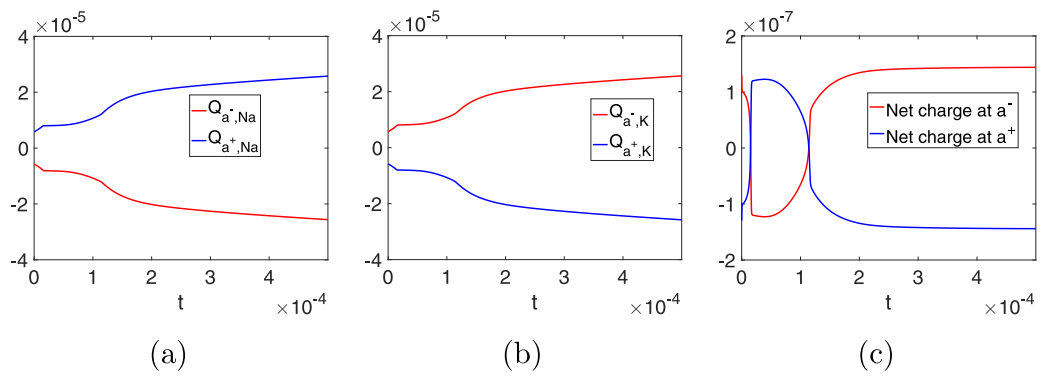 ×10⁻⁵
4
2
0
-2
-4
0 1 2 3 4
t
×10⁻⁴
Q_{a⁻,Na}
Q_{a⁺,Na}
(a)
×10⁻⁵
4
2
0
-2
-4
0 1 2 3 4
t
×10⁻⁴
Q_{a⁻,K}
Q_{a⁺,K}
(b)
×10⁻⁷
2
1
0
-1
-2
0 1 2 3 4
t
×10⁻⁴
Net charge at a⁻
Net charge at a⁺
(c)